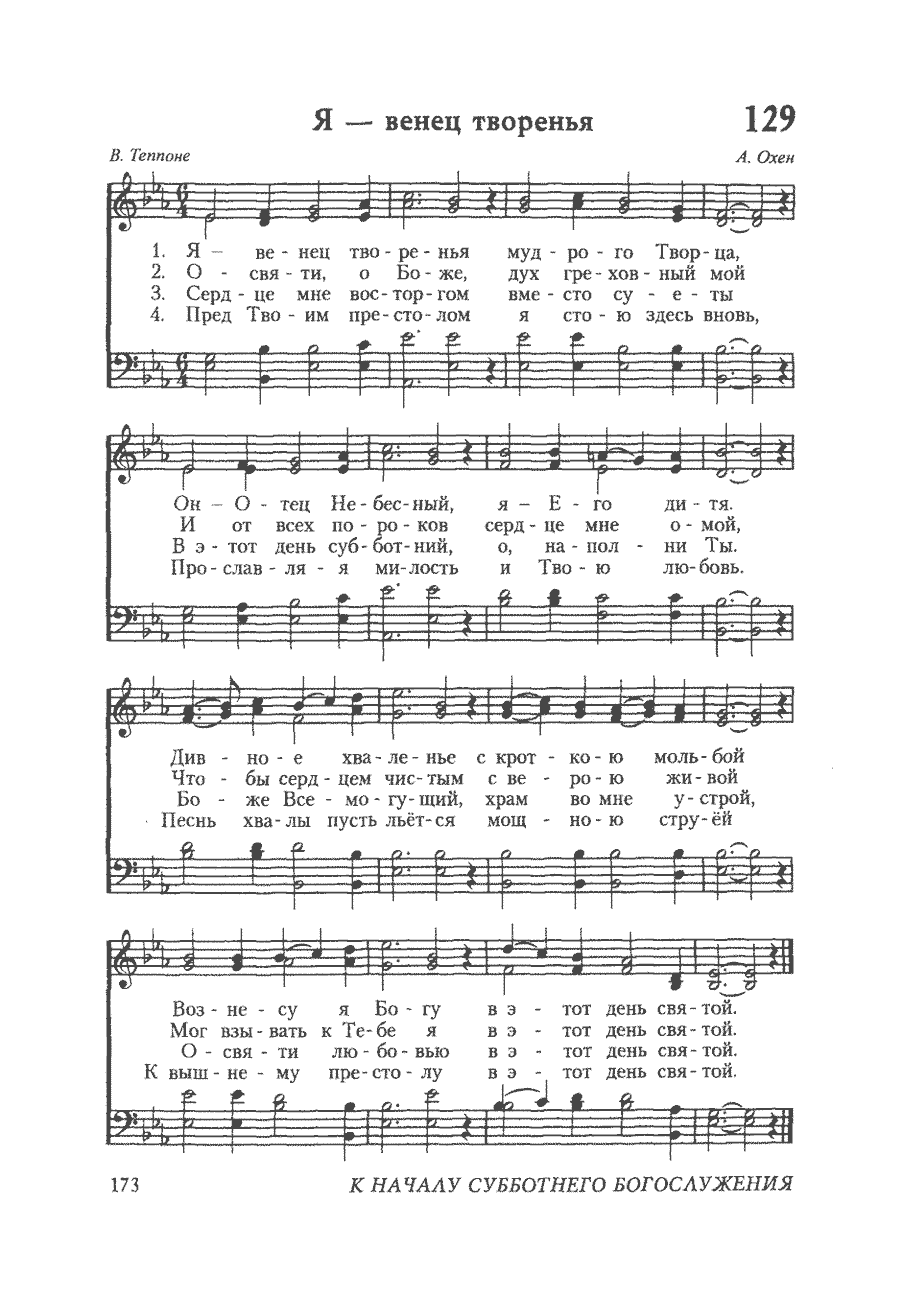 Я — венец творенья 129
В. Теппоне А. Охен
1. Я – ве - нец тво - ре - нья муд - ро - го Твор - ца,
2. О - свя - ти, о Бо - же, дух гре - хов - ный мой
3. Серд - це мне вос - тор - гом вме - сто су - е - ты
4. Пред Тво - им пре - сто - лом я сто - ю здесь вновь,
Он – О - тец Не - бес - ный, я – Е - го ди - тя.
И от всех по - ро - ков серд - це мне о - мой,
В э - тот день суб - бот - ний, о, на - пол - ни Ты.
Про - слав - ля - я ми - лость и Тво - ю лю - бовь.
Див - но - е хва - ле - нье с крот - ко - ю моль - бой
Что - бы серд - цем чис - тым с ве - ро - ю жи - вой
Бо - же Все - мо - гу - щий, храм во мне у - строй,
Песнь хва - лы пусть льёт - ся мощ - но - ю стру - ёй
Воз - не - су я Бо - гу в э - тот день свя - той.
Мог взы - вать к Те - бе я в э - тот день свя - той.
О - свя - ти лю - бо - вью в э - тот день свя - той.
К выш - не - му пре - сто - лу в э - тот день свя - той.
173 К НАЧАЛУ СУББОТНЕГО БОГОСЛУЖЕНИЯ